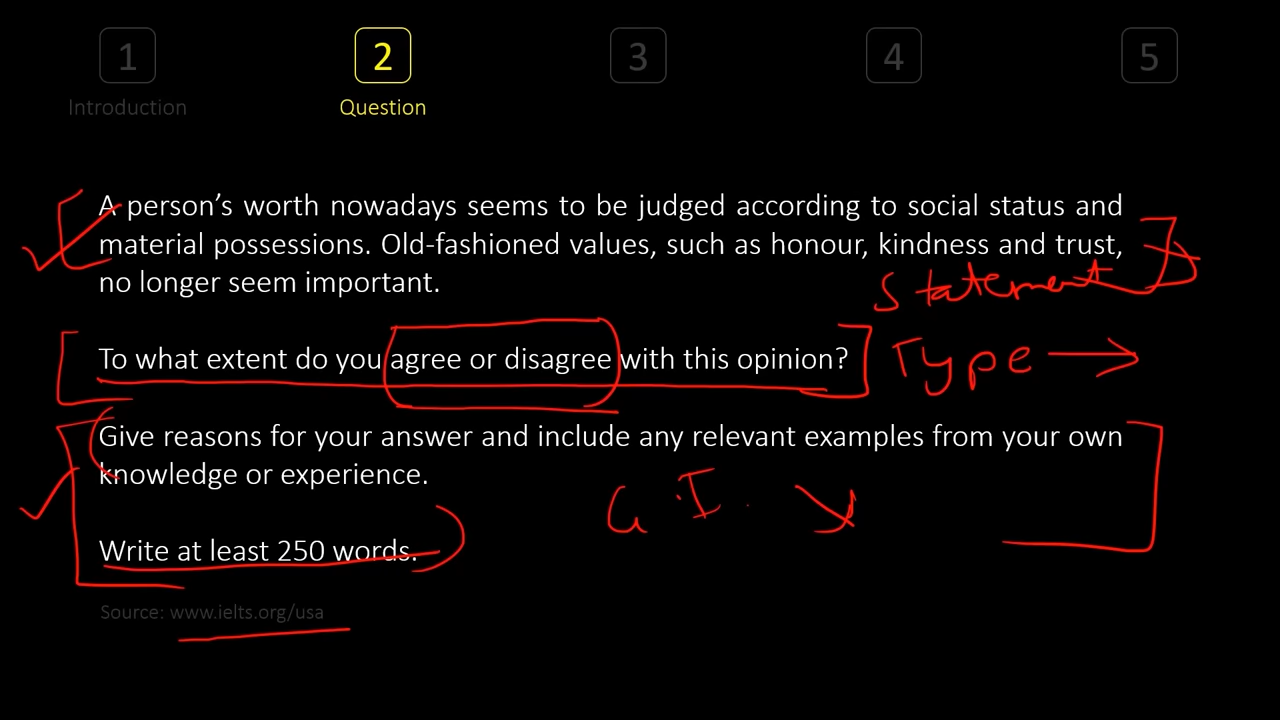 1 2 3 4 5
Introduction Question
A person's worth nowadays seems to be judged according to social status and
material possessions. Old-fashioned values, such as honour, kindness and trust,
no longer seem important.
Statement
To what extent do you agree or disagree with this opinion? Type
Give reasons for your answer and include any relevant examples from your own
knowledge or experience.
G.I.
Write at least 250 words.
Source: www.ielts.org/usa